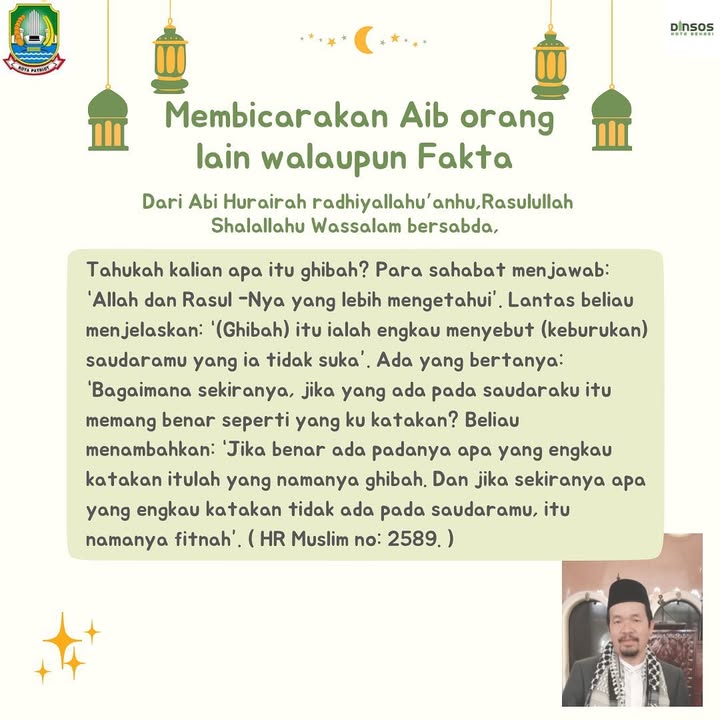 KOTA PATRIOT
DINSOS
KOTA BEKASI
Membicarakan Aib orang
lain walaupun Fakta
Dari Abi Hurairah radhiyallahu'anhu,Rasulullah
Shalallahu Wassalam bersabda,
Tahukah kalian apa itu ghibah? Para sahabat menjawab:
'Allah dan Rasul -Nya yang lebih mengetahui'. Lantas beliau
menjelaskan: '(Ghibah) itu ialah engkau menyebut (keburukan)
saudaramu yang ia tidak suka'. Ada yang bertanya:
'Bagaimana sekiranya, jika yang ada pada saudaraku itu
memang benar seperti yang ku katakan? Beliau
menambahkan: 'Jika benar ada padanya apa yang engkau
katakan itulah yang namanya ghibah. Dan jika sekiranya apa
yang engkau katakan tidak ada pada saudaramu, itu
namanya fitnah'. ( HR Muslim no: 2589. )